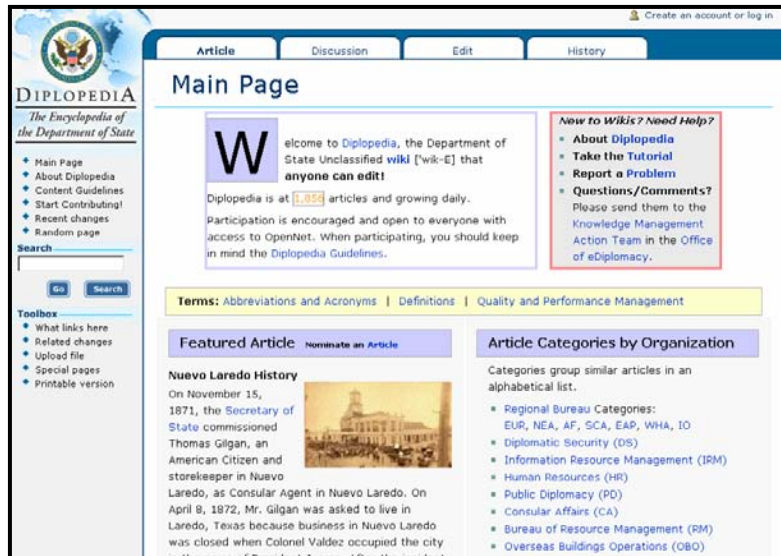 Create an account or log in
Article
Discussion
Edit
History
DIPLOPEDIA
The Encyclopedia of
the Department of State
Main Page
About Diplopedia
Content Guidelines
Start Contributing!
Recent changes
Random page
Search
Go
Search
Toolbox
What links here
Related changes
Upload file
Special pages
Printable version
Main Page
Welcome to Diplopedia, the Department of
State Unclassified wiki ['wik-E] that
anyone can edit!
Diplopedia is at 1,056 articles and growing daily.
Participation is encouraged and open to everyone with
access to OpenNet. When participating, you should keep
in mind the Diplopedia Guidelines.
New to Wikis? Need Help?
About Diplopedia
Take the Tutorial
Report a Problem
Questions/Comments?
Please send them to the
Knowledge Management
Action Team in the Office
of eDiplomacy.
Terms: Abbreviations and Acronyms | Definitions | Quality and Performance Management
Featured Article Nominate an Article
Nuevo Laredo History
On November 15,
1871, the Secretary of
State commissioned
Thomas Gilgan, an
American Citizen and
storekeeper in Nuevo
Laredo, as Consular Agent in Nuevo Laredo. On
April 8, 1872, Mr. Gilgan was asked to live in
Laredo, Texas because business in Nuevo Laredo
was closed when Colonel Valdez occupied the city
Article Categories by Organization
Categories group similar articles in an
alphabetical list.
Regional Bureau Categories:
EUR, NEA, AF, SCA, EAP, WHA, IO
Diplomatic Security (DS)
Information Resource Management (IRM)
Human Resources (HR)
Public Diplomacy (PD)
Consular Affairs (CA)
Bureau of Resource Management (RM)
Overseas Buildings Operations (OBO)